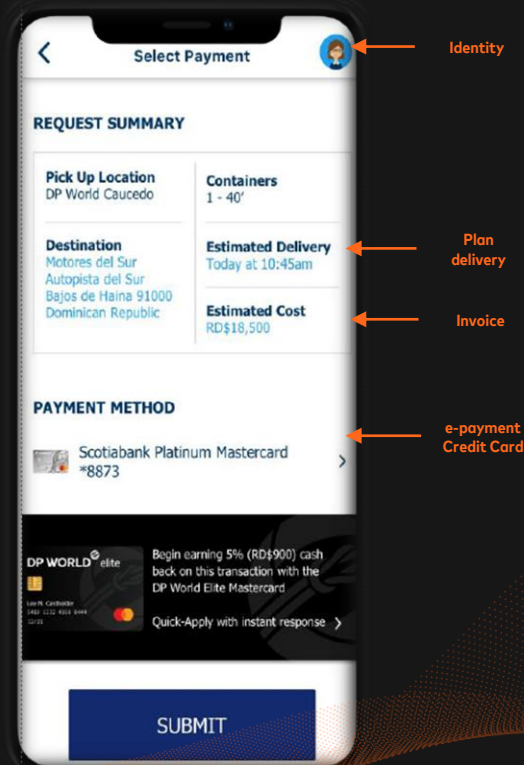 Select Payment
Identity
REQUEST SUMMARY
Pick Up Location
DP World Caucedo
Containers
1 - 40'
Destination
Motores del Sur
Autopista del Sur
Bajos de Haina 91000
Dominican Republic
Estimated Delivery
Today at 10:45am
Plan
delivery
Estimated Cost
RD$18,500
Invoice
PAYMENT METHOD
Scotiabank Platinum Mastercard
*8873
e-payment
Credit Card
DP WORLD elite
Begin earning 5% (RD$900) cash
back on this transaction with the
DP World Elite Mastercard
Quick-Apply with instant response
SUBMIT